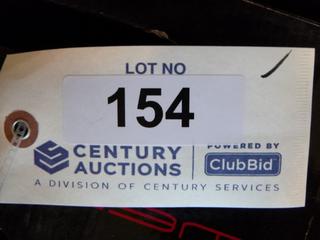 LOT NO
154
CENTURY AUCTIONS
POWERED BY
ClubBid
A DIVISION OF CENTURY SERVICES